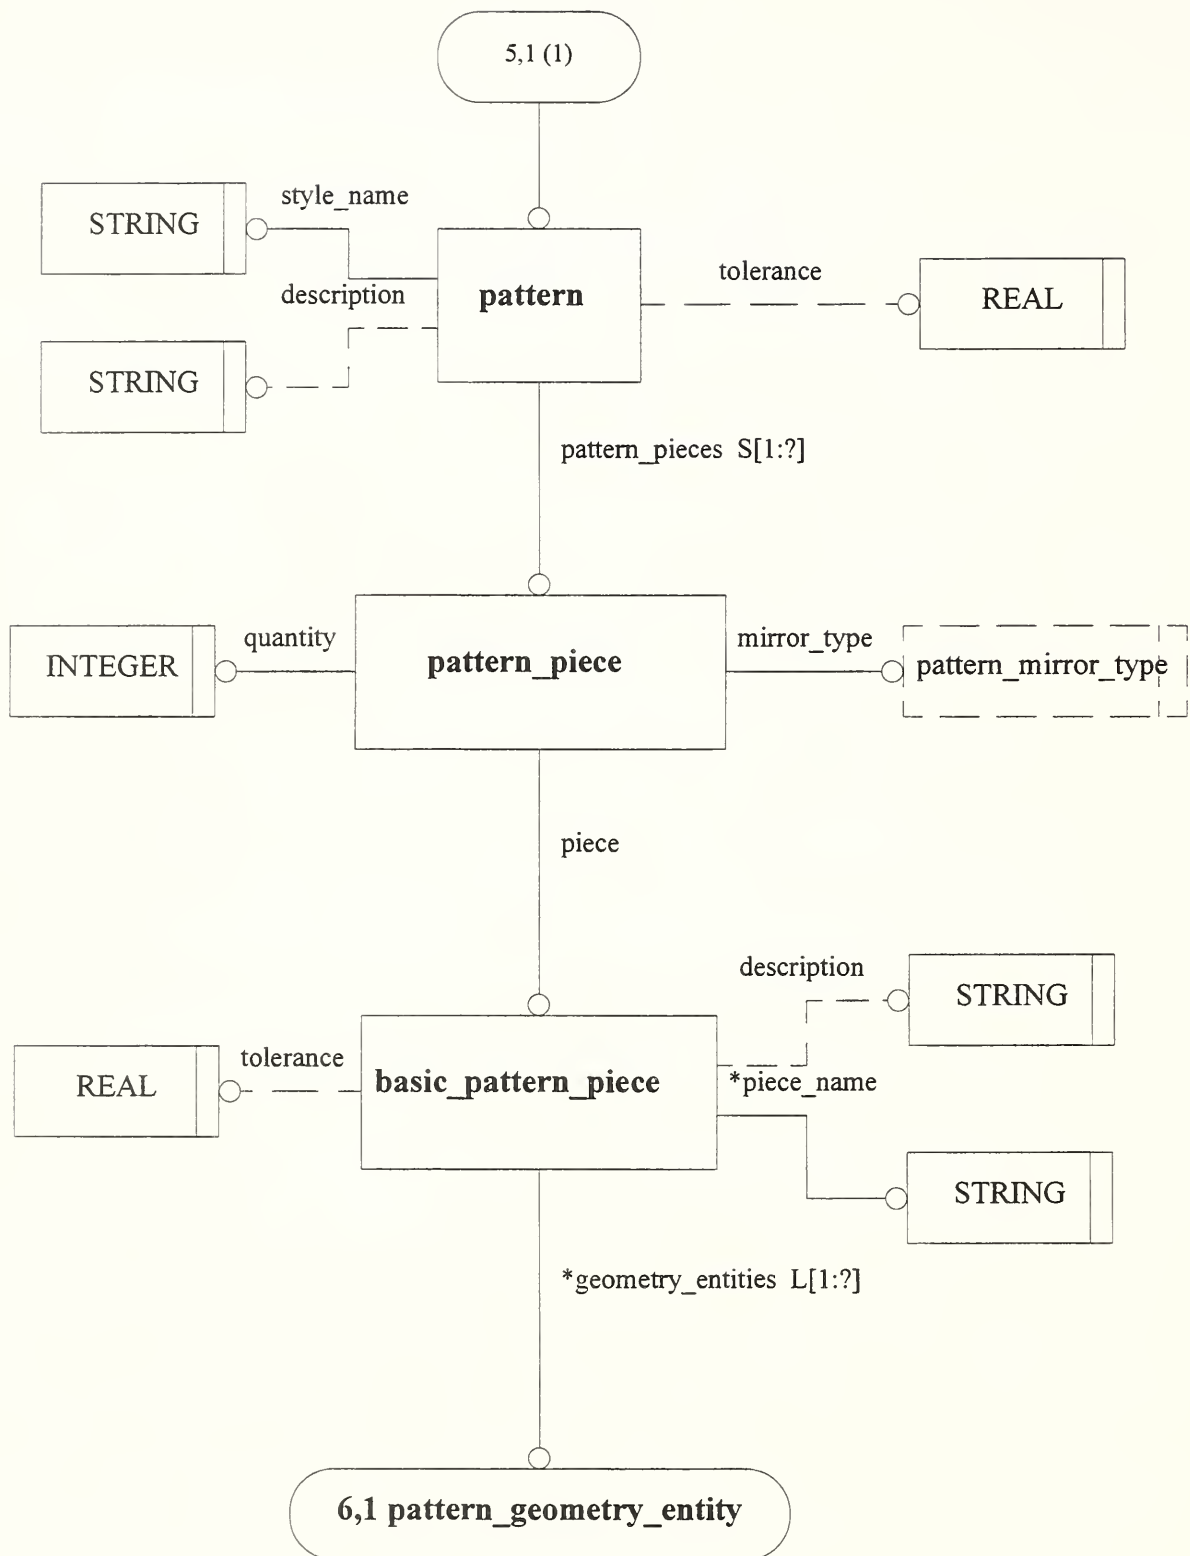 5,1 (1)
style_name
STRING
description
pattern
tolerance
REAL
STRING
pattern_pieces S[1:?]
quantity
INTEGER
pattern_piece
mirror_type
pattern_mirror_type
piece
description
STRING
tolerance
REAL
basic_pattern_piece
*piece_name
STRING
*geometry_entities L[1:?]
6,1 pattern_geometry_entity